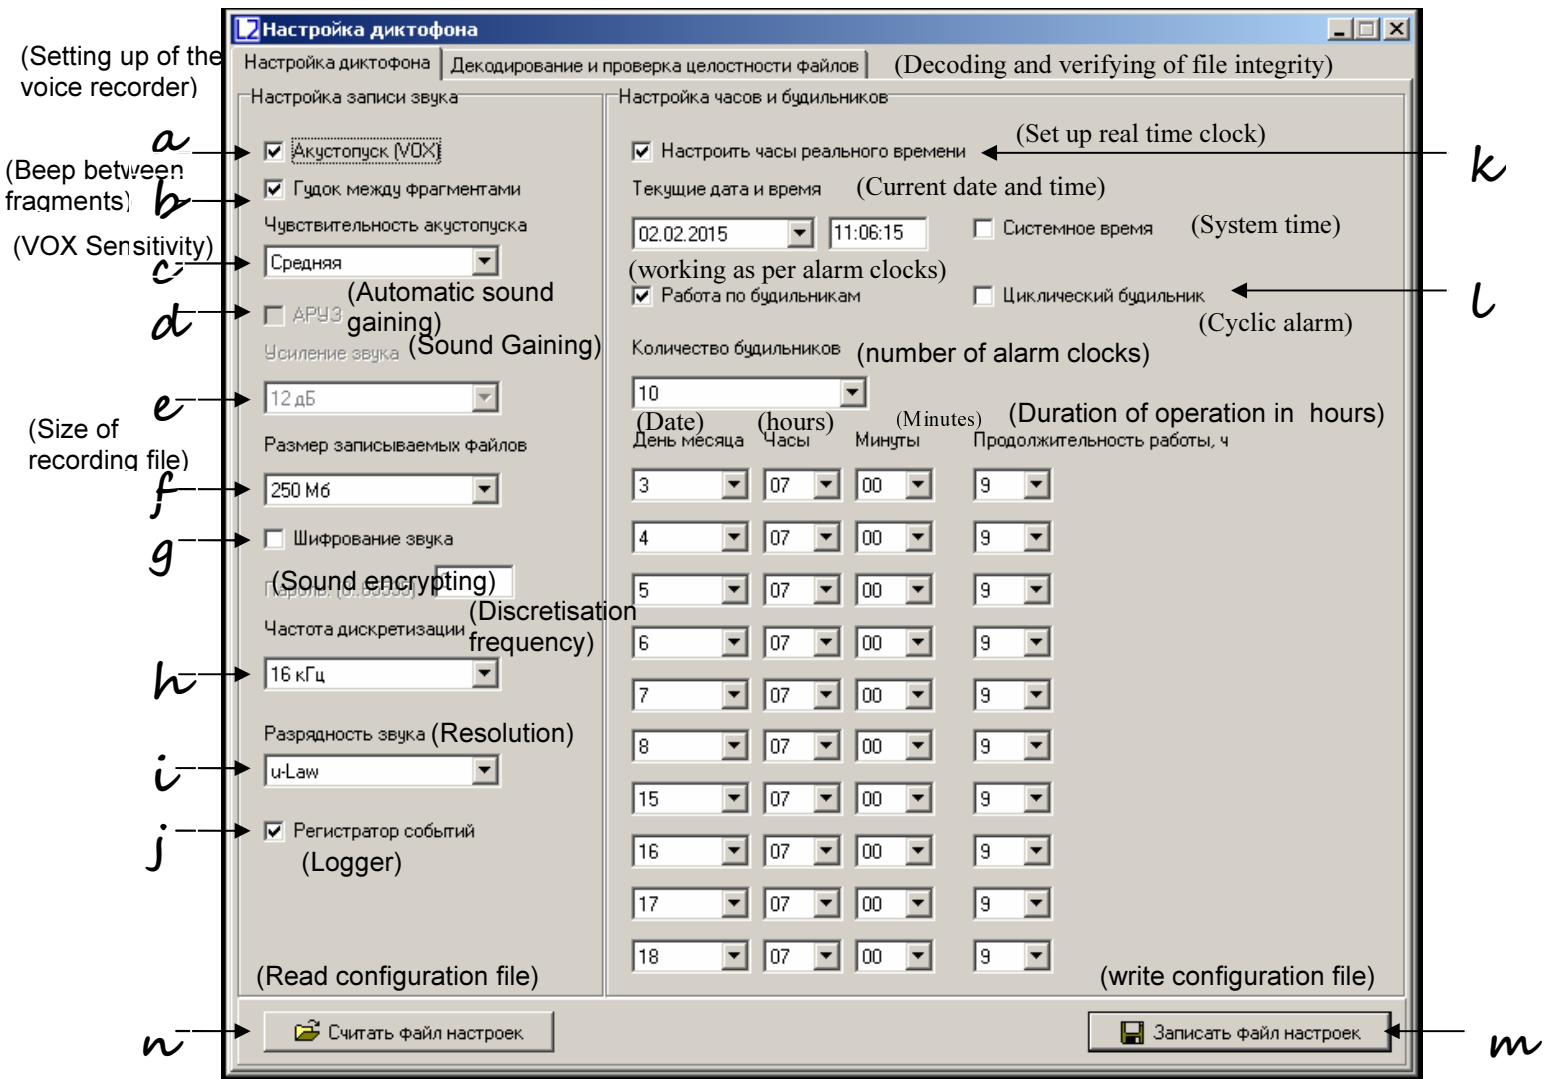 Настройка диктофона
(Setting up of the
voice recorder)
Настройка диктофона
Декодирование и проверка целостности файлов
(Decoding and verifying of file integrity)
Настройка записи звука
a
Акустопуск (VOX)
(Beep between
fragments)
b
Гудок между фрагментами
Чувствительность акустопуска
(VOX Sensitivity)
c
Средняя
(Automatic sound
gaining)
d
АРУЗ
Усиление звука
(Sound Gaining)
e
12 дБ
(Size of
recording file)
Размер записываемых файлов
f
250 Мб
g
Шифрование звука
(Sound encrypting)
(Discretisation
frequency)
Частота дискретизации
h
16 кГц
Разрядность звука (Resolution)
i
u-Law
j
Регистратор событий
(Logger)
(Read configuration file)
n
Считать файл настроек
Настройка часов и будильников
(Set up real time clock)
Настроить часы реального времени
k
Текущие дата и время
(Current date and time)
02.02.2015
11:06:15
Системное время
(System time)
(working as per alarm clocks)
Работа по будильникам
Циклический будильник
l
(Cyclic alarm)
Количество будильников
(number of alarm clocks)
10
(Date) (hours) (Minutes) (Duration of operation in hours)
День месяца Часы Минуты Продолжительность работы, ч
3 07 00 9
4 07 00 9
5 07 00 9
6 07 00 9
7 07 00 9
8 07 00 9
15 07 00 9
16 07 00 9
17 07 00 9
18 07 00 9
(write configuration file)
Записать файл настроек
m